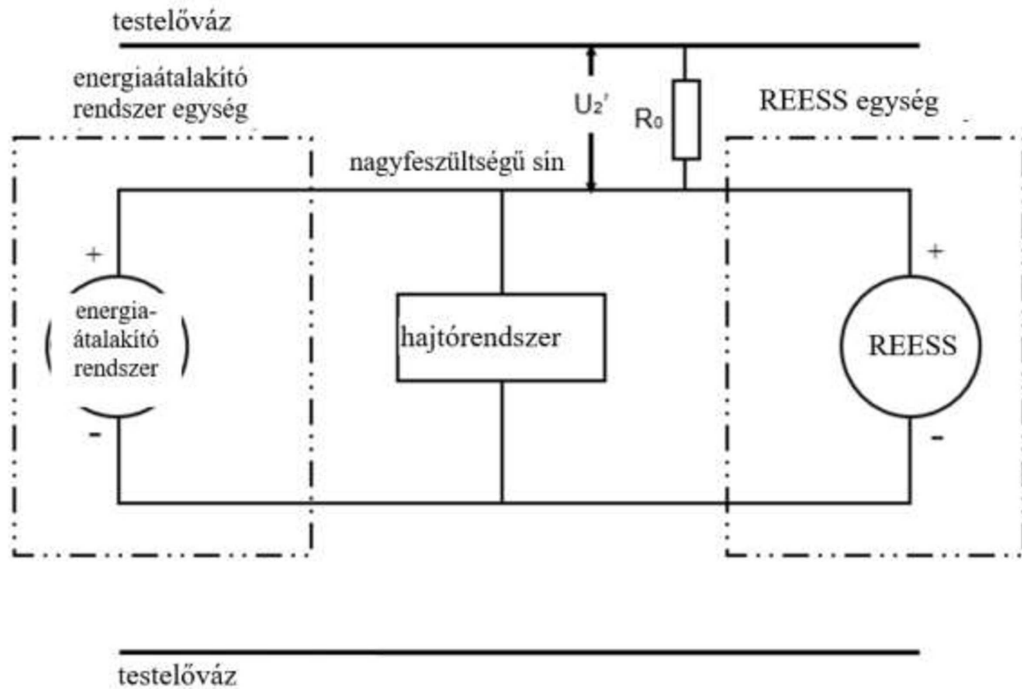 testelőváz
energiaátalakító
rendszer egység
REESS egység
U₂'
R₀
nagyfeszültségű sín
+
+
energia-
átalakító
rendszer
hajtórendszer
REESS
-
-
testelőváz